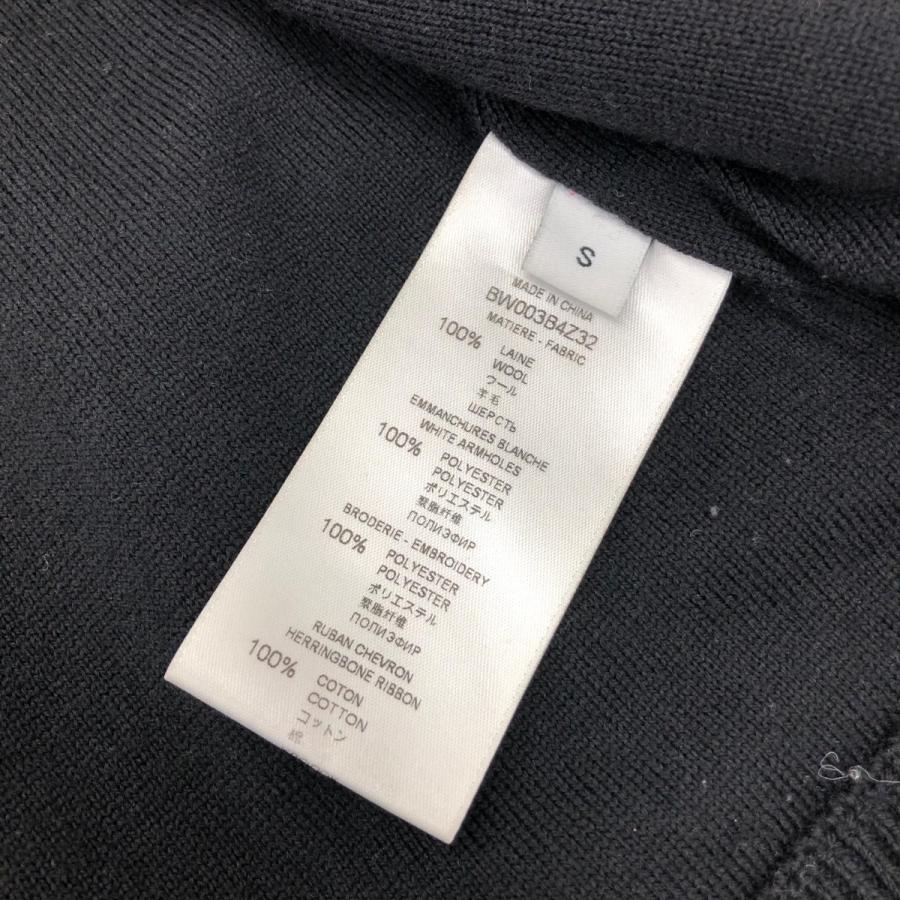 S
MADE IN CHINA
BW003B4Z32
MATIERE - FABRIC
100% LAINE
WOOL
ウール
羊毛
ШЕРСТЬ
EMMANCHURES BLANCHE
WHITE ARMHOLES
100% POLYESTER
POLYESTER
ポリエステル
聚脂纤维
ПОЛИЭФИР
BRODERIE - EMBROIDERY
100% POLYESTER
POLYESTER
ポリエステル
聚脂纤维
ПОЛИЭФИР
RUBAN CHEVRON
HERRINGBONE RIBBON
100% COTON
COTTON
コットン
棉